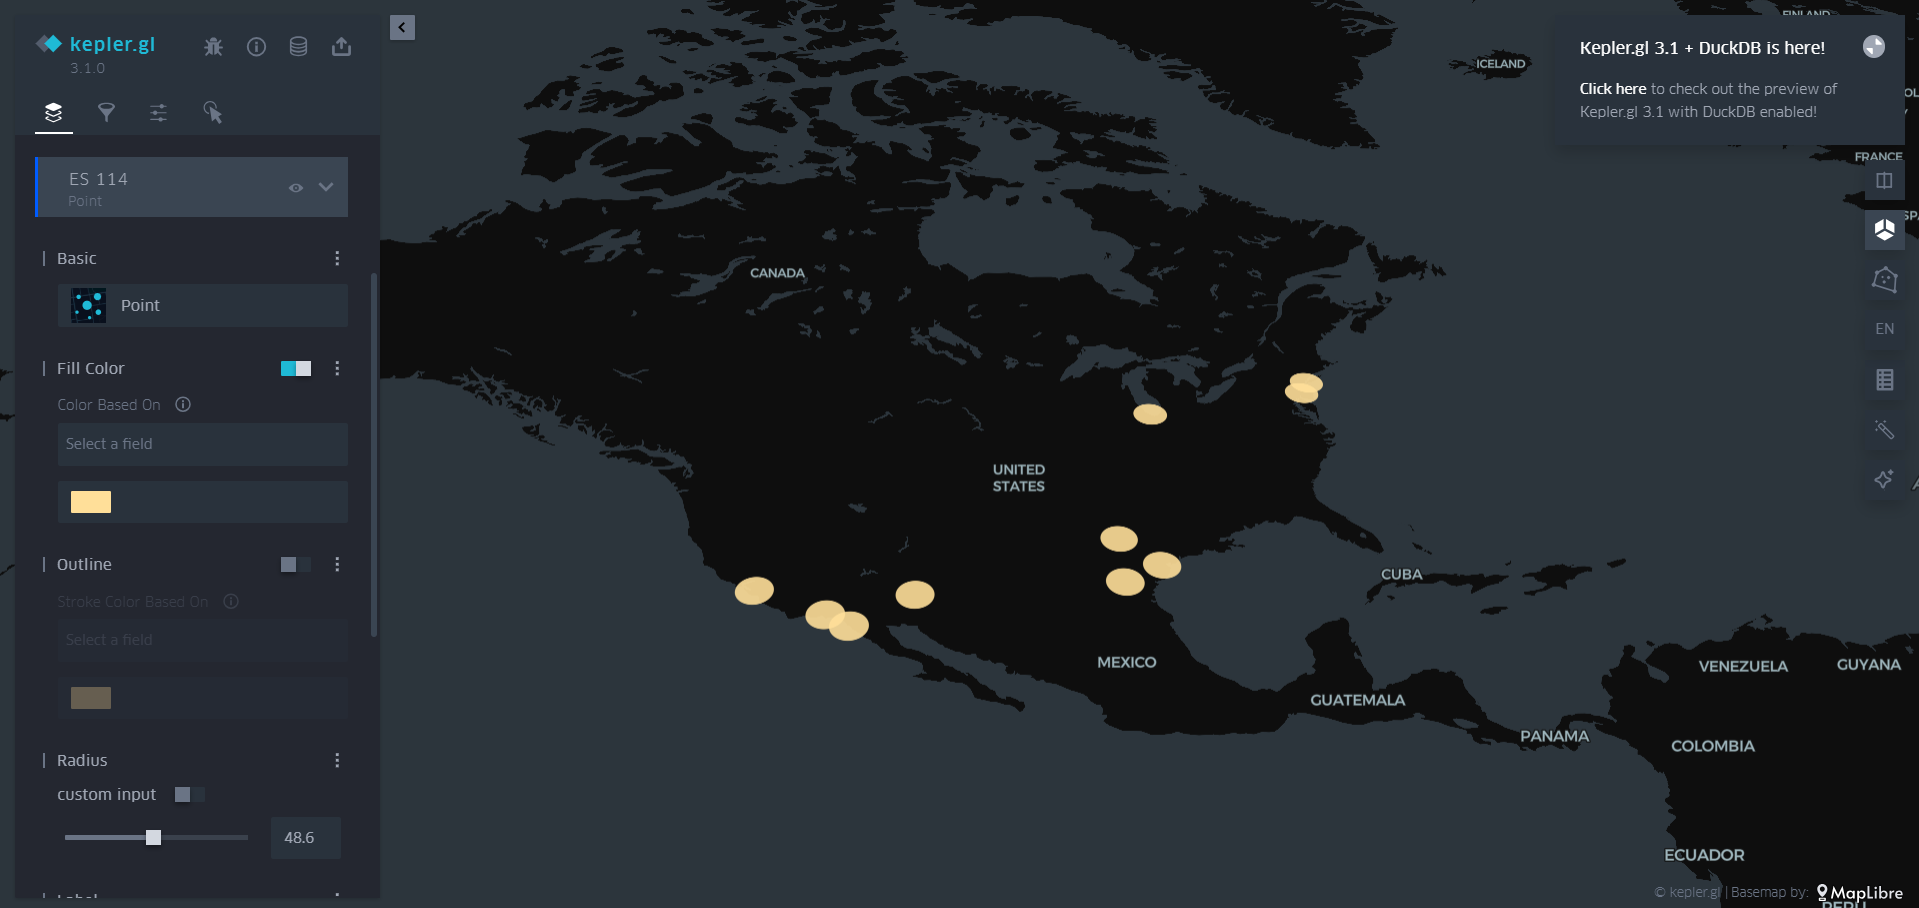 kepler.gl
3.1.0
ES 114
Point
Basic
Point
Fill Color
Color Based On
Select a field
Outline
Stroke Color Based On
Select a field
Radius
custom input
48.6
Label
FINLAND
ICELAND
Kepler.gl 3.1 + DuckDB is here!
Click here to check out the preview of
Kepler.gl 3.1 with DuckDB enabled!
FRANCE
EN
CANADA
UNITED
STATES
CUBA
MEXICO
GUATEMALA
PANAMA
VENEZUELA
GUYANA
COLOMBIA
ECUADOR
PERU
© kepler.gl | Basemap by: MapLibre